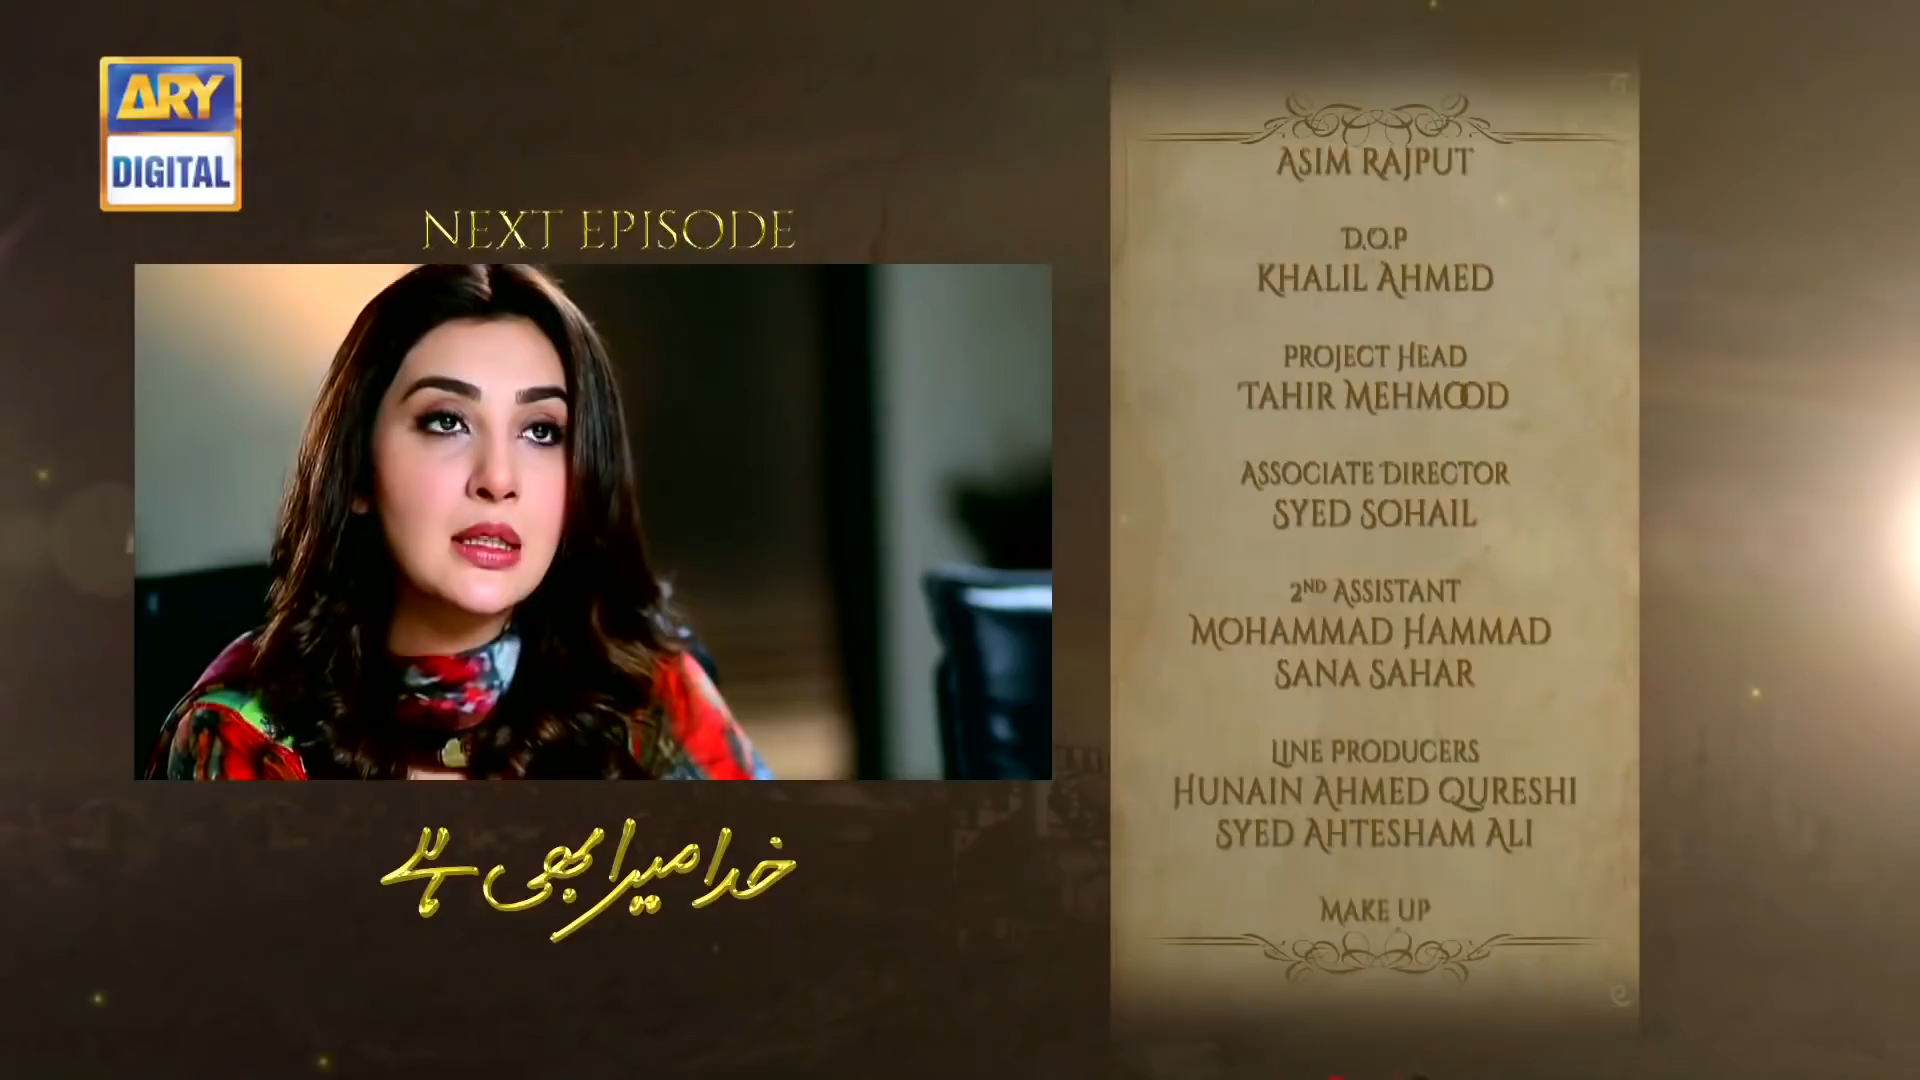 ARY
DIGITAL
NEXT EPISODE
خدا میرا بھی ہے
ASIM RAJPUT
D.O.P
KHALIL AHMED
PROJECT HEAD
TAHIR MEHMOOD
ASSOCIATE DIRECTOR
SYED SOHAIL
2ND ASSISTANT
MOHAMMAD HAMMAD
SANA SAHAR
LINE PRODUCERS
HUNAIN AHMED QURESHI
SYED AHTESHAM ALI
MAKE UP